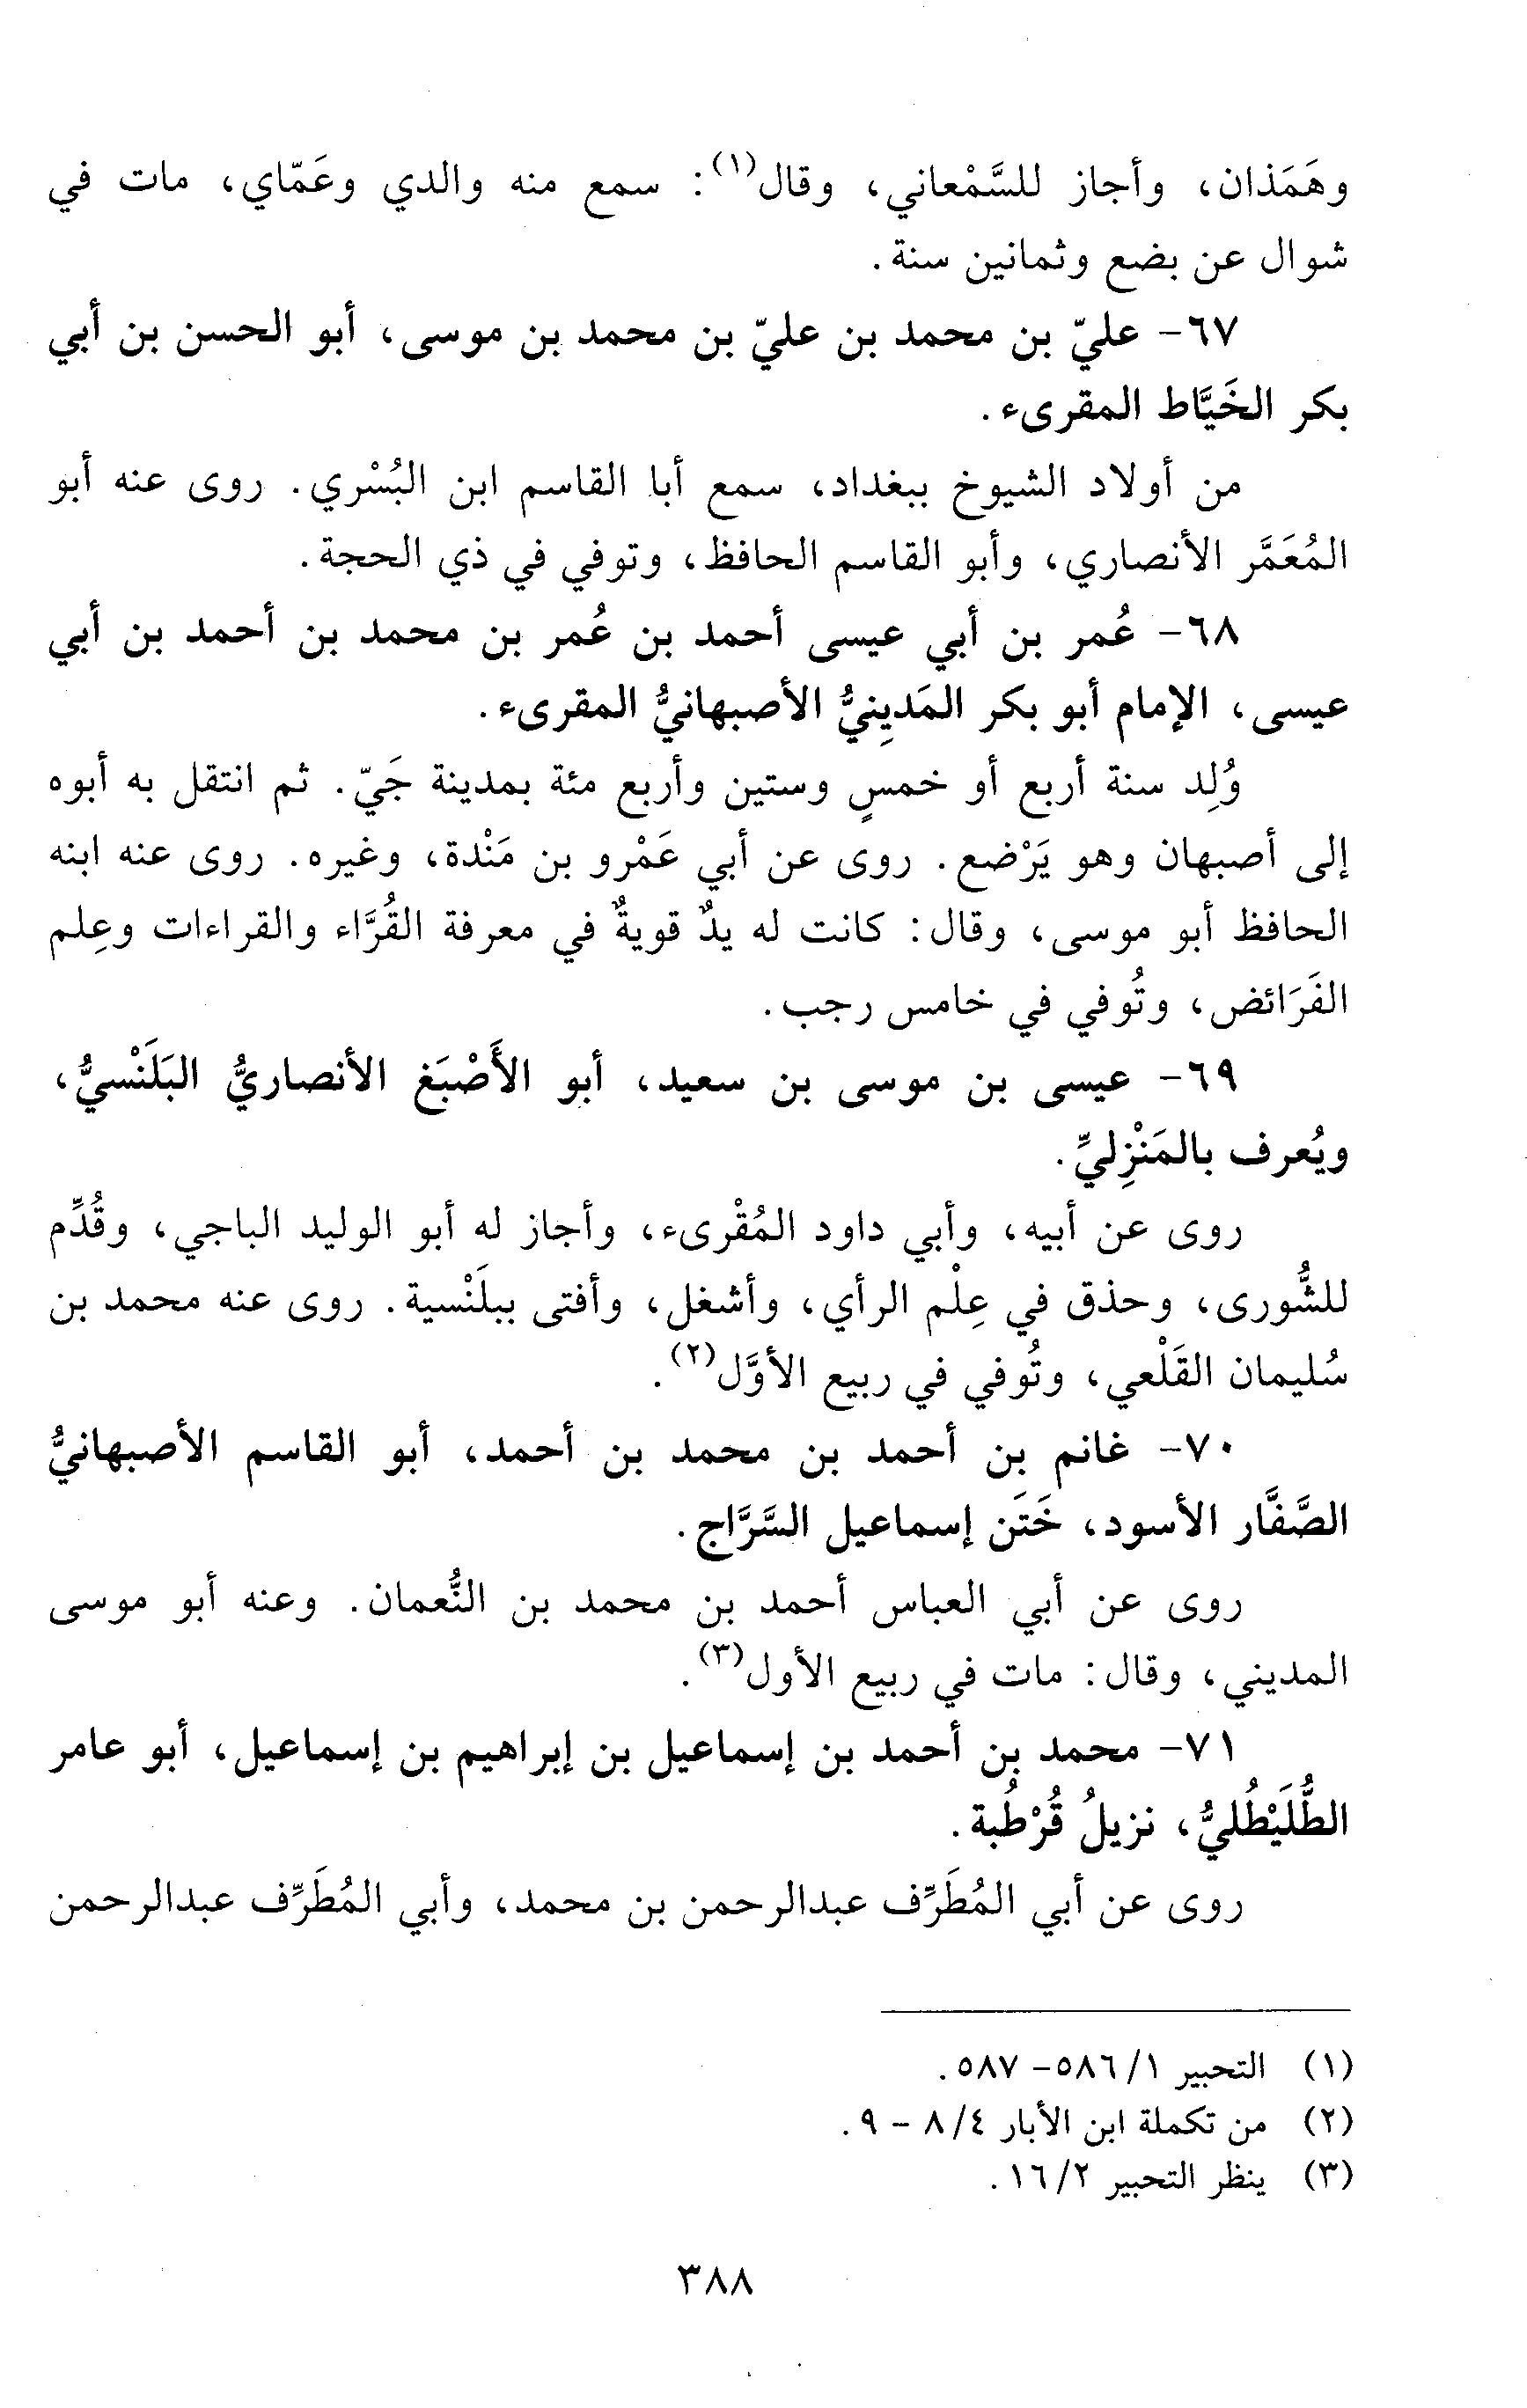 وهَمَذان، وأجاز للسَّمْعاني، وقال(١): سمع منه والدي وعَمّاي، مات في
شوال عن بضع وثمانين سنة.
٦٧- عليّ بن محمد بن عليّ بن محمد بن موسى، أبو الحسن بن أبي
بكر الخَيَّاط المقرىء.
من أولاد الشيوخ ببغداد، سمع أبا القاسم ابن البُسْري. روى عنه أبو
المُعَمَّر الأنصاري، وأبو القاسم الحافظ، وتوفي في ذي الحجة.
٦٨- عُمر بن أبي عيسى أحمد بن عُمر بن محمد بن أحمد بن أبي
عيسى، الإمام أبو بكر المَدِينيُّ الأصبهانيُّ المقرىء.
وُلِد سنة أربع أو خمسٍ وستين وأربع مئة بمدينة جَيّ. ثم انتقل به أبوه
إلى أصبهان وهو يَرْضع. روى عن أبي عَمْرو بن مَنْدة، وغيره. روى عنه ابنه
الحافظ أبو موسى، وقال: كانت له يدٌ قويةٌ في معرفة القُرَّاء والقراءات وعِلم
الفَرَائض، وتُوفي في خامس رجب.
٦٩- عيسى بن موسى بن سعيد، أبو الأَصْبَغ الأنصاريُّ البَلَنْسيُّ،
ويُعرف بالمَنْزِليِّ.
روى عن أبيه، وأبي داود المُقْرىء، وأجاز له أبو الوليد الباجي، وقُدِّم
للشُّورى، وحذق في عِلْم الرأي، وأشغل، وأفتى ببلَنْسية. روى عنه محمد بن
سُليمان القَلْعي، وتُوفي في ربيع الأوَّل(٢).
٧٠- غانم بن أحمد بن محمد بن أحمد، أبو القاسم الأصبهانيُّ
الصَّفَّار الأسود، خَتَن إسماعيل السَّرَّاج.
روى عن أبي العباس أحمد بن محمد بن النُّعمان. وعنه أبو موسى
المديني، وقال: مات في ربيع الأول(٣).
٧١- محمد بن أحمد بن إسماعيل بن إبراهيم بن إسماعيل، أبو عامر
الطُّلَيْطُليُّ، نزيلُ قُرْطُبة.
روى عن أبي المُطَرِّف عبدالرحمن بن محمد، وأبي المُطَرِّف عبدالرحمن
(١) التحبير ١/ ٥٨٦- ٥٨٧.
(٢) من تكملة ابن الأبار ٤/ ٨ - ٩.
(٣) ينظر التحبير ٢/ ١٦.
٣٨٨